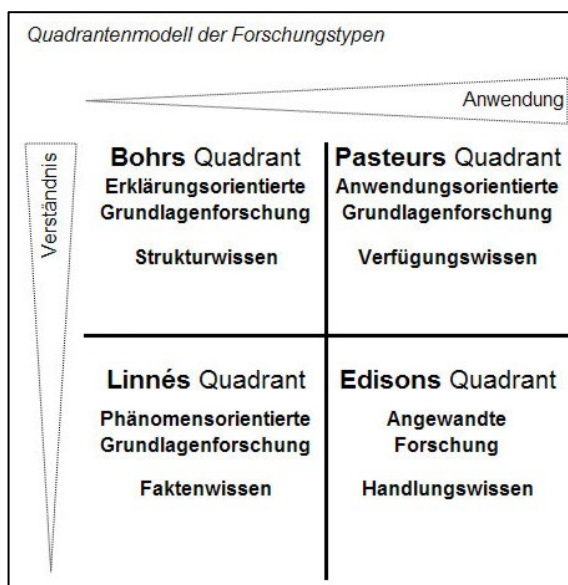 Quadrantenmodell der Forschungstypen
Anwendung
Verständnis
Bohrs Quadrant
Erklärungsorientierte
Grundlagenforschung
Strukturwissen
Pasteurs Quadrant
Anwendungsorientierte
Grundlagenforschung
Verfügungswissen
Linnés Quadrant
Phänomensorientierte
Grundlagenforschung
Faktenwissen
Edisons Quadrant
Angewandte
Forschung
Handlungswissen